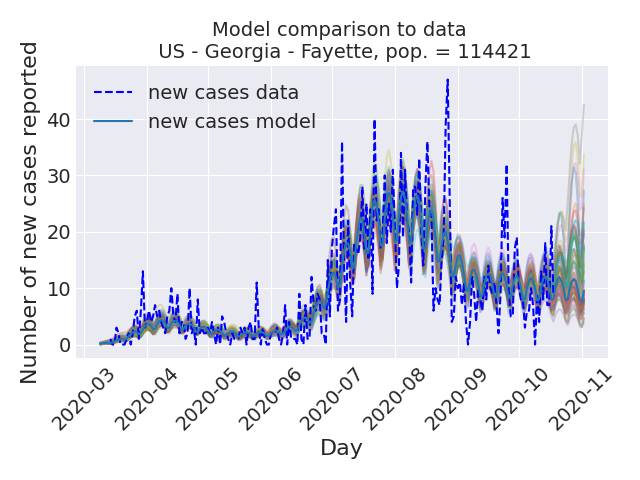 Model comparison to data
US - Georgia - Fayette, pop. = 114421
Number of new cases reported
new cases data
new cases model
40
30
20
10
0
2020-03
2020-04
2020-05
2020-06
2020-07
2020-08
2020-09
2020-10
2020-11
Day